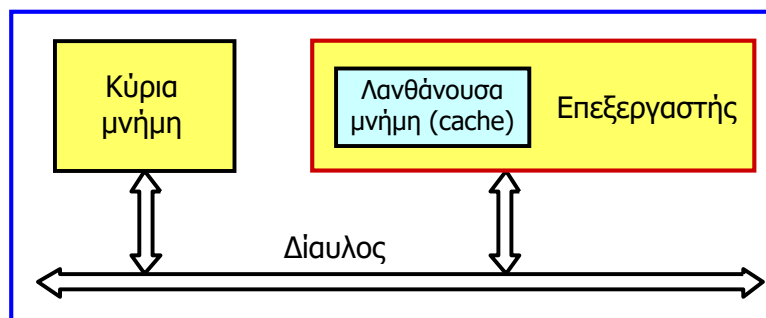 Κύρια
μνήμη
Λανθάνουσα
μνήμη (cache)
Επεξεργαστής
Δίαυλος